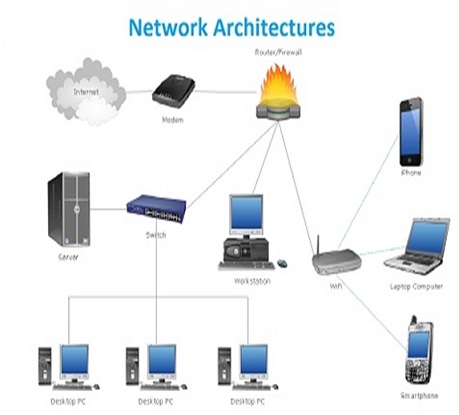 Network Architectures
Router/Firewall
Internet
Modem
iPhone
Switch
Server
Workstation
WiFi
Laptop Computer
Desktop PC
Desktop PC
Desktop PC
Smartphone